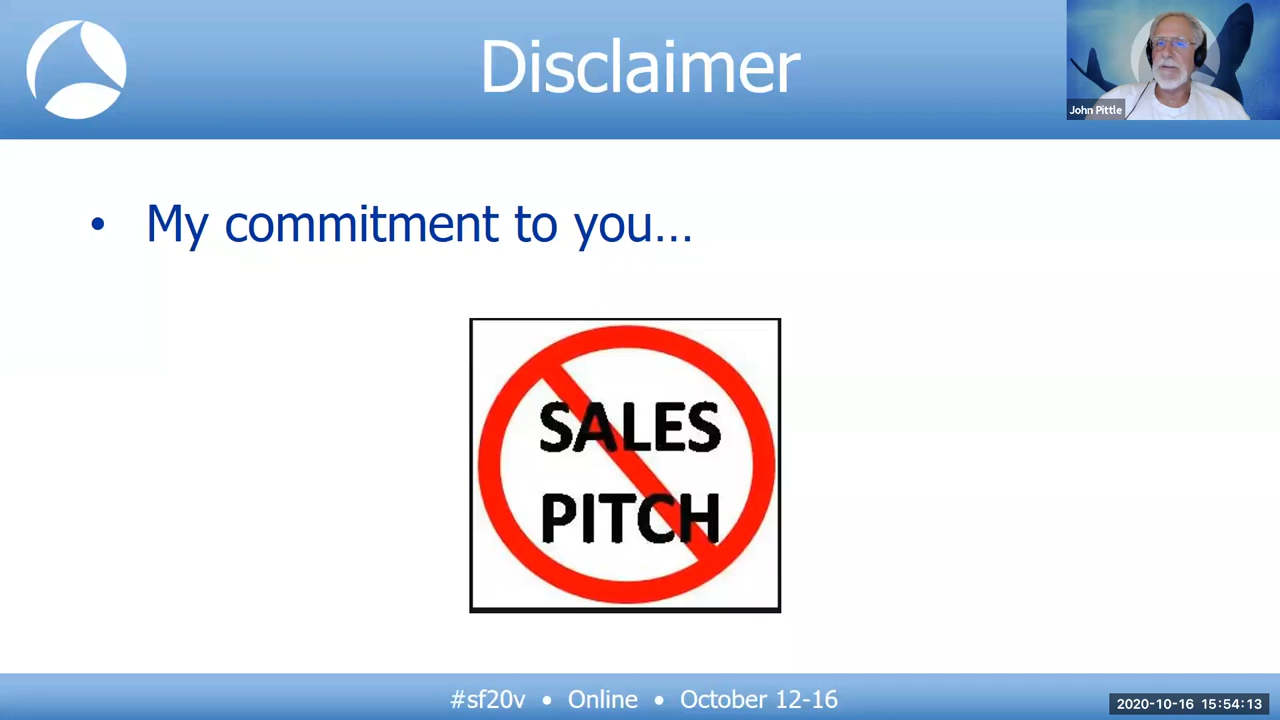 Disclaimer
John Pittle
• My commitment to you…
SALES
PITCH
#sf20v • Online • October 12-16
2020-10-16 15:54:13